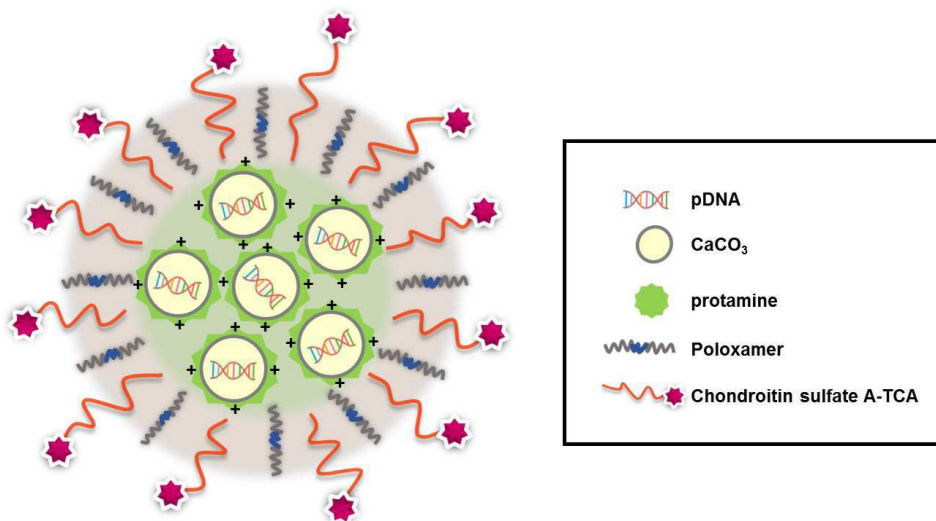 pDNA
CaCO₃
protamine
Poloxamer
Chondroitin sulfate A-TCA